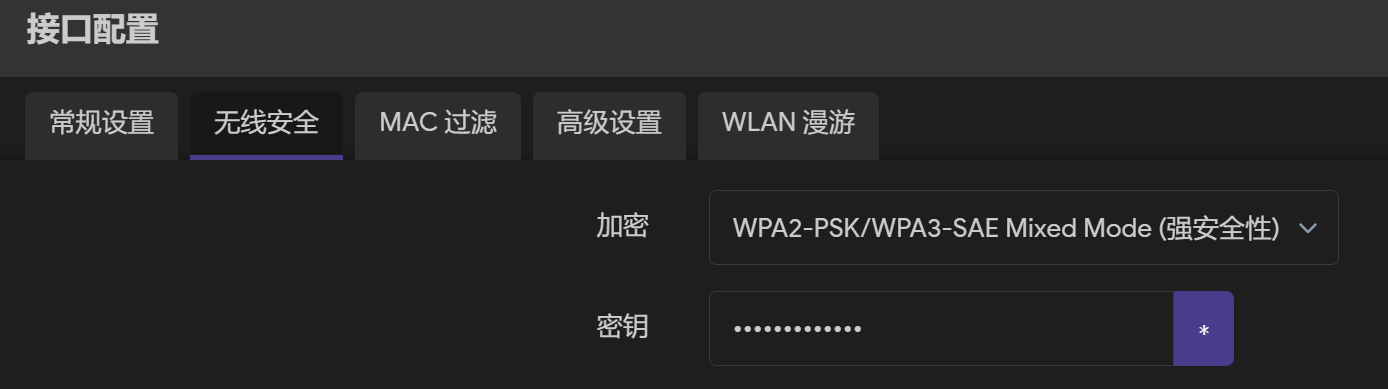 接口配置
常规设置 无线安全 MAC 过滤 高级设置 WLAN 漫游
加密 WPA2-PSK/WPA3-SAE Mixed Mode (强安全性)
密钥 ••••••••••••• *